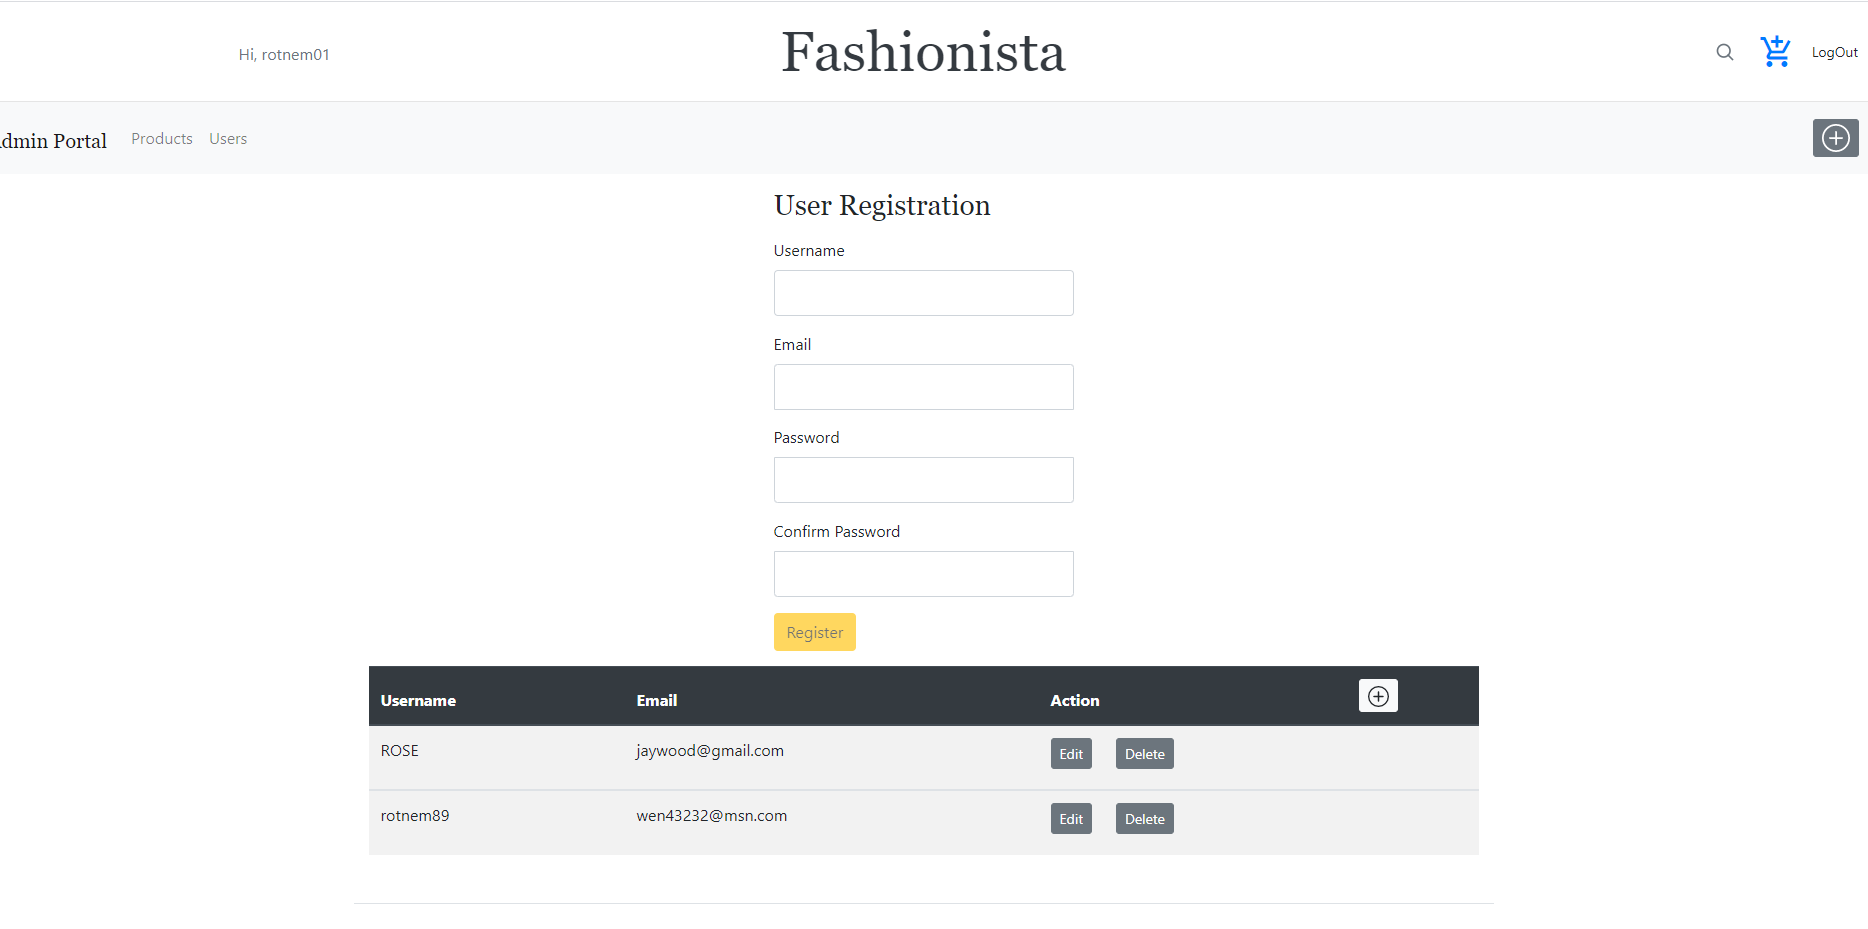 Hi, rotnem01
Fashionista
LogOut
dmin Portal
Products
Users
User Registration
Username
Email
Password
Confirm Password
Register
Username Email Action
ROSE jaywood@gmail.com Edit Delete
rotnem89 wen43232@msn.com Edit Delete